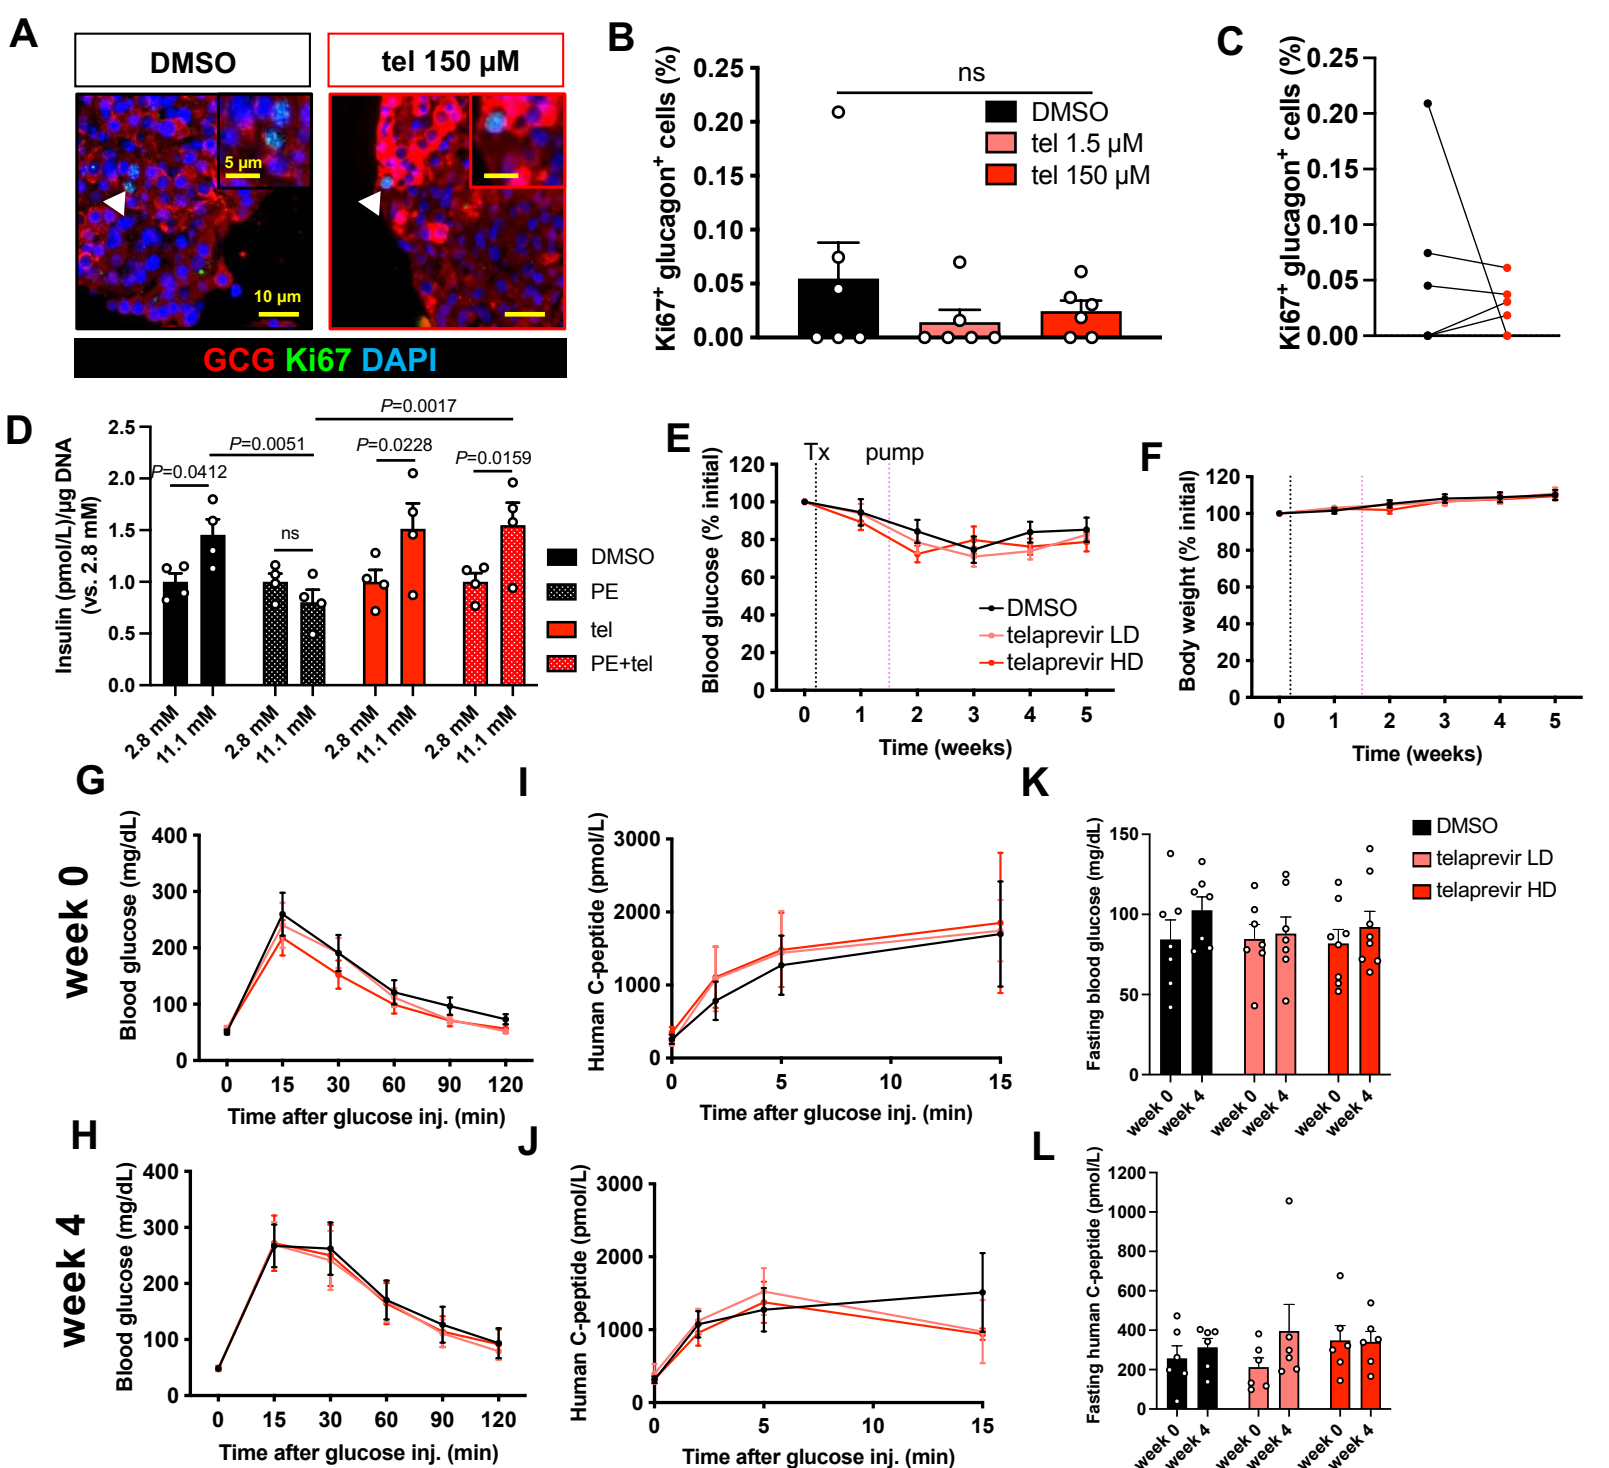 A
DMSO
tel 150 µM
5 µm
10 µm
GCG Ki67 DAPI
B
Ki67+ glucagon+ cells (%)
0.25
0.20
0.15
0.10
0.05
0.00
ns
DMSO
tel 1.5 µM
tel 150 µM
C
Ki67+ glucagon+ cells (%)
0.25
0.20
0.15
0.10
0.05
0.00
D
Insulin (pmol/L)/µg DNA
(vs. 2.8 mM)
2.5
2.0
1.5
1.0
0.5
0.0
P=0.0412
P=0.0051
ns
P=0.0017
P=0.0228
P=0.0159
2.8 mM
11.1 mM
2.8 mM
11.1 mM
2.8 mM
11.1 mM
2.8 mM
11.1 mM
DMSO
PE
tel
PE+tel
E
Blood glucose (% initial)
120
100
80
60
40
20
0
Tx
pump
DMSO
telaprevir LD
telaprevir HD
0 1 2 3 4 5
Time (weeks)
F
Body weight (% initial)
120
100
80
60
40
20
0
0 1 2 3 4 5
Time (weeks)
week 0
G
Blood glucose (mg/dL)
400
300
200
100
0
0 15 30 60 90 120
Time after glucose inj. (min)
I
Human C-peptide (pmol/L)
3000
2000
1000
0
0 5 10 15
Time after glucose inj. (min)
K
Fasting blood glucose (mg/dL)
150
100
50
0
week 0
week 4
week 0
week 4
week 0
week 4
DMSO
telaprevir LD
telaprevir HD
week 4
H
Blood glucose (mg/dL)
400
300
200
100
0
0 15 30 60 90 120
Time after glucose inj. (min)
J
Human C-peptide (pmol/L)
3000
2000
1000
0
0 5 10 15
Time after glucose inj. (min)
L
Fasting human C-peptide (pmol/L)
1200
1000
800
600
400
200
0
week 0
week 4
week 0
week 4
week 0
week 4